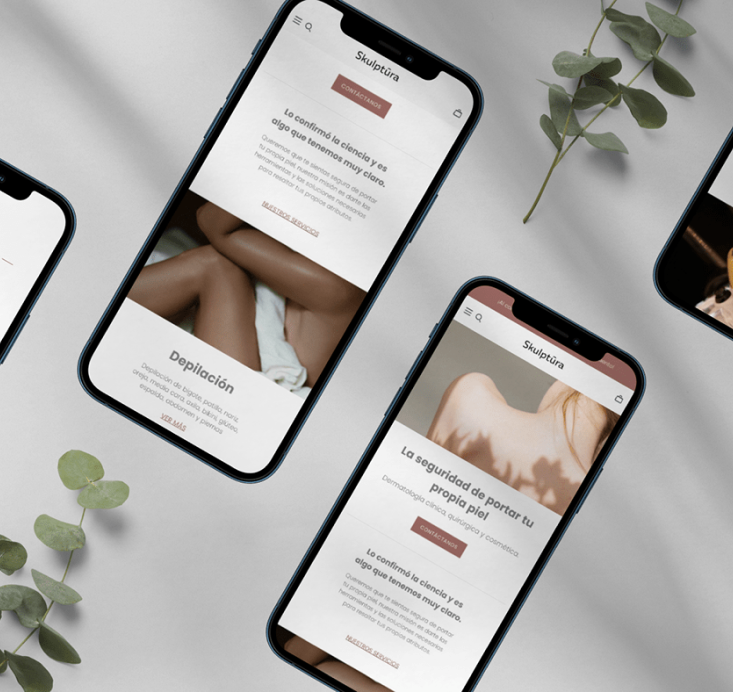 Skulptūra
CONTÁCTANOS
Lo confirmó la ciencia y es
algo que tenemos muy claro.
Queremos que te sientas segura de portar
tu propia piel, nuestra misión es darte las
herramientas y las soluciones necesarias
para resaltar tus propios atributos.
NUESTROS SERVICIOS
Depilación
Depilación de bigote, patilla, nariz,
oreja, media cara, axila, bikini, glúteo,
espalda, abdomen y piernas
VER MÁS
Skulptūra
La seguridad de portar tu
propia piel
Dermatología clínica, quirúrgica y cosmética.
CONTÁCTANOS
Lo confirmó la ciencia y es
algo que tenemos muy claro.
Queremos que te sientas segura de portar
tu propia piel, nuestra misión es darte las
herramientas y las soluciones necesarias
para resaltar tus propios atributos.
NUESTROS SERVICIOS